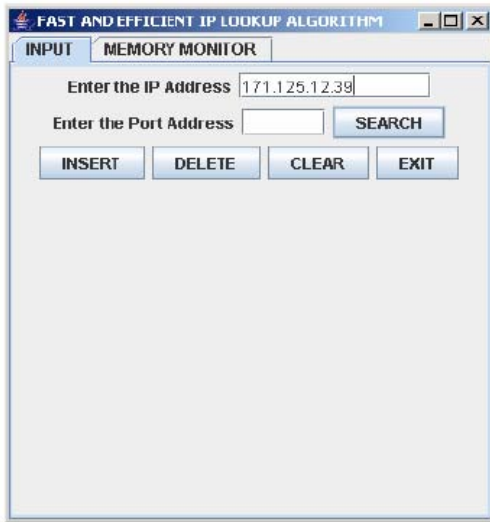 FAST AND EFFICIENT IP LOOKUP ALGORITHM
INPUT MEMORY MONITOR
Enter the IP Address 171.125.12.39
Enter the Port Address SEARCH
INSERT DELETE CLEAR EXIT